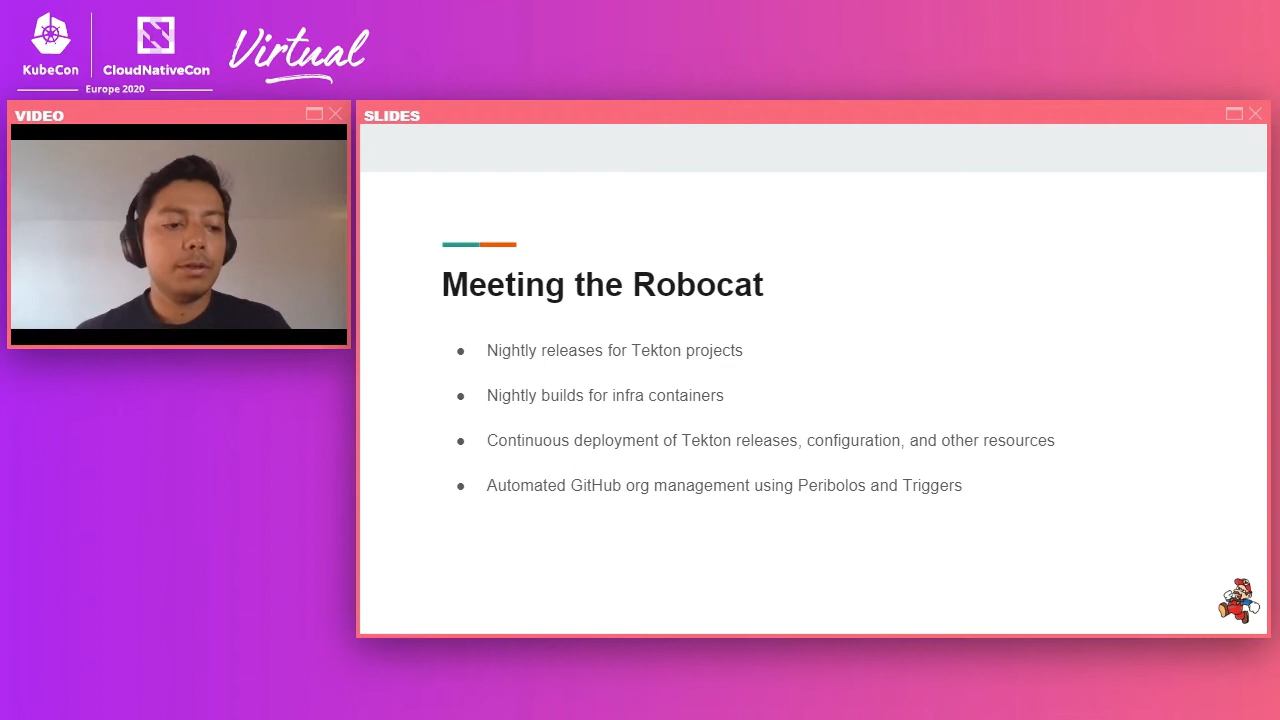 KubeCon
CloudNativeCon
Europe 2020
Virtual
VIDEO
SLIDES
Meeting the Robocat
● Nightly releases for Tekton projects
● Nightly builds for infra containers
● Continuous deployment of Tekton releases, configuration, and other resources
● Automated GitHub org management using Peribolos and Triggers